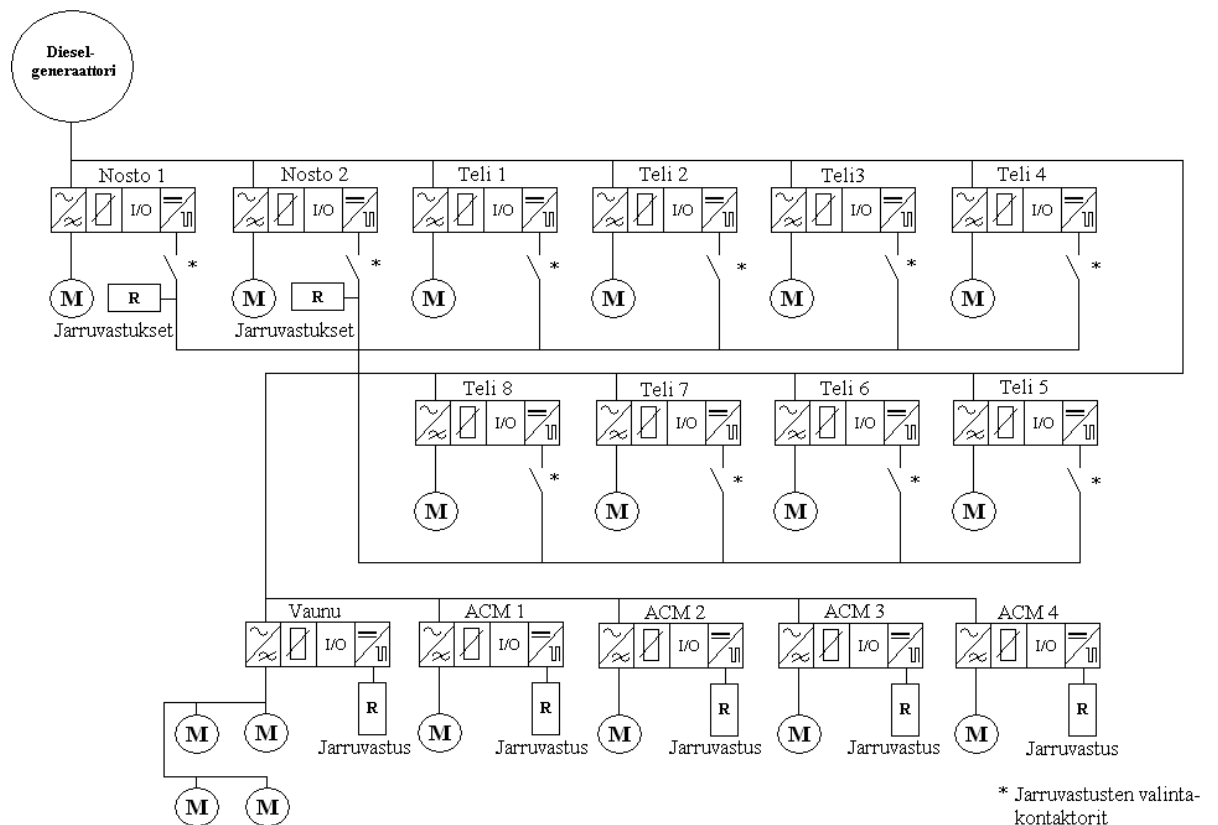 Diesel-
generaattori
Nosto 1
Nosto 2
Teli 1
Teli 2
Teli3
Teli 4
I/O
I/O
I/O
I/O
I/O
I/O
*
*
*
*
*
*
M
R
M
R
M
M
M
M
Jarruvastukset
Jarruvastukset
Teli 8
Teli 7
Teli 6
Teli 5
I/O
I/O
I/O
I/O
*
*
*
*
M
M
M
M
Vaunu
ACM 1
ACM 2
ACM 3
ACM 4
I/O
I/O
I/O
I/O
I/O
R
R
R
R
R
M
M
M
M
M
M
Jarruvastus
Jarruvastus
Jarruvastus
Jarruvastus
Jarruvastus
M
M
* Jarruvastusten valinta-
kontaktorit